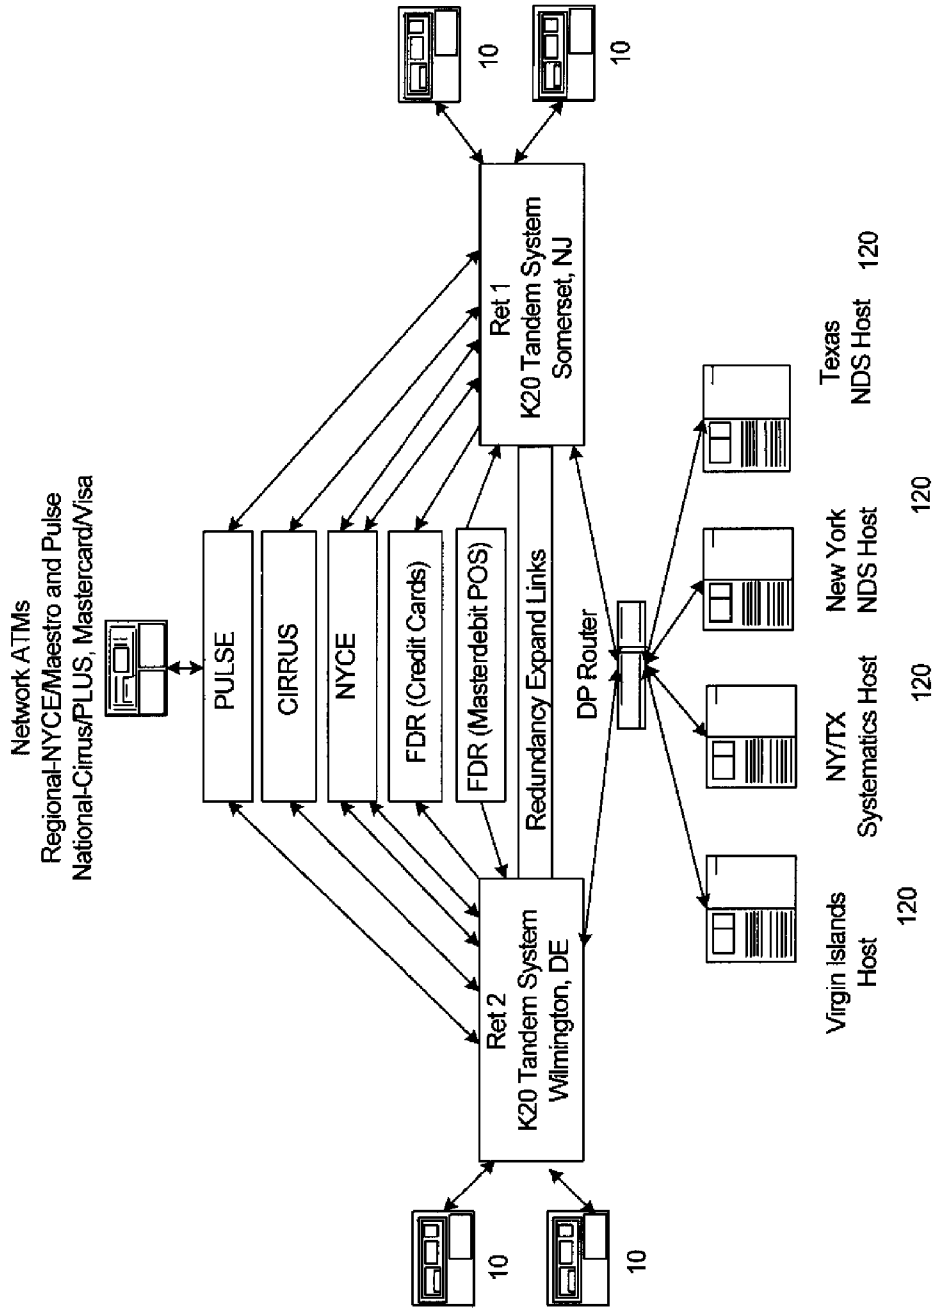 Network ATMs
Regional-NYCE/Maestro and Pulse
National-Cirrus/PLUS, Mastercard/Visa
PULSE
CIRRUS
NYCE
FDR (Credit Cards)
FDR (Masterdebit POS)
Redundancy Expand Links
10
10
Ret 2
K20 Tandem System
Wilmington, DE
Ret 1
K20 Tandem System
Somerset, NJ
10
10
DP Router
Virgin Islands
Host
120
NY/TX
Systematics Host
120
New York
NDS Host
120
Texas
NDS Host
120